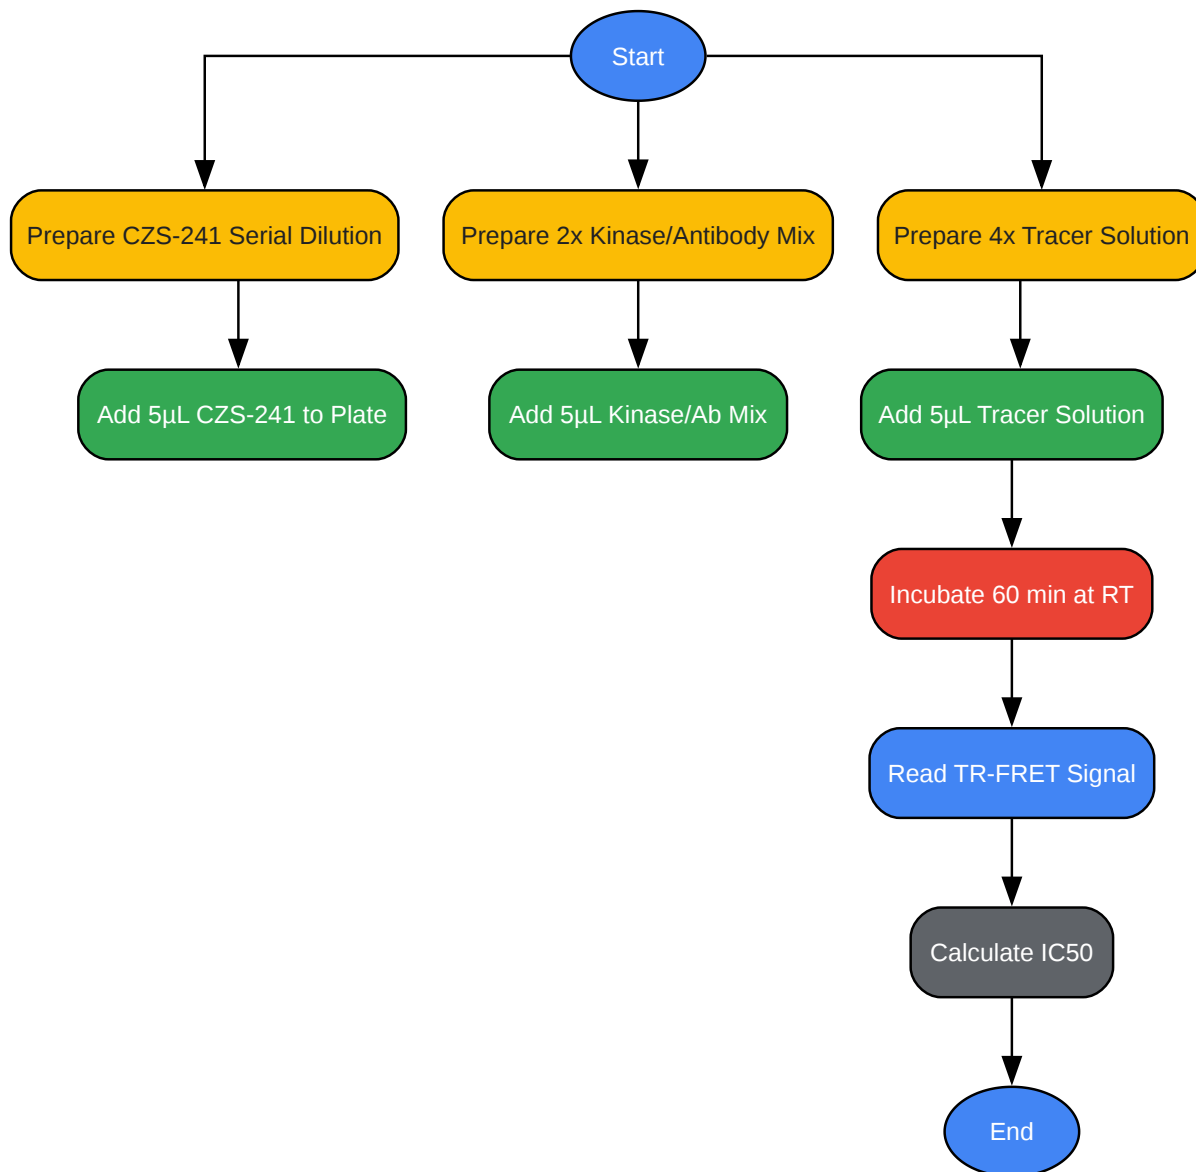 Start
Prepare CZS-241 Serial Dilution
Prepare 2x Kinase/Antibody Mix
Prepare 4x Tracer Solution
Add 5µL CZS-241 to Plate
Add 5µL Kinase/Ab Mix
Add 5µL Tracer Solution
Incubate 60 min at RT
Read TR-FRET Signal
Calculate IC50
End